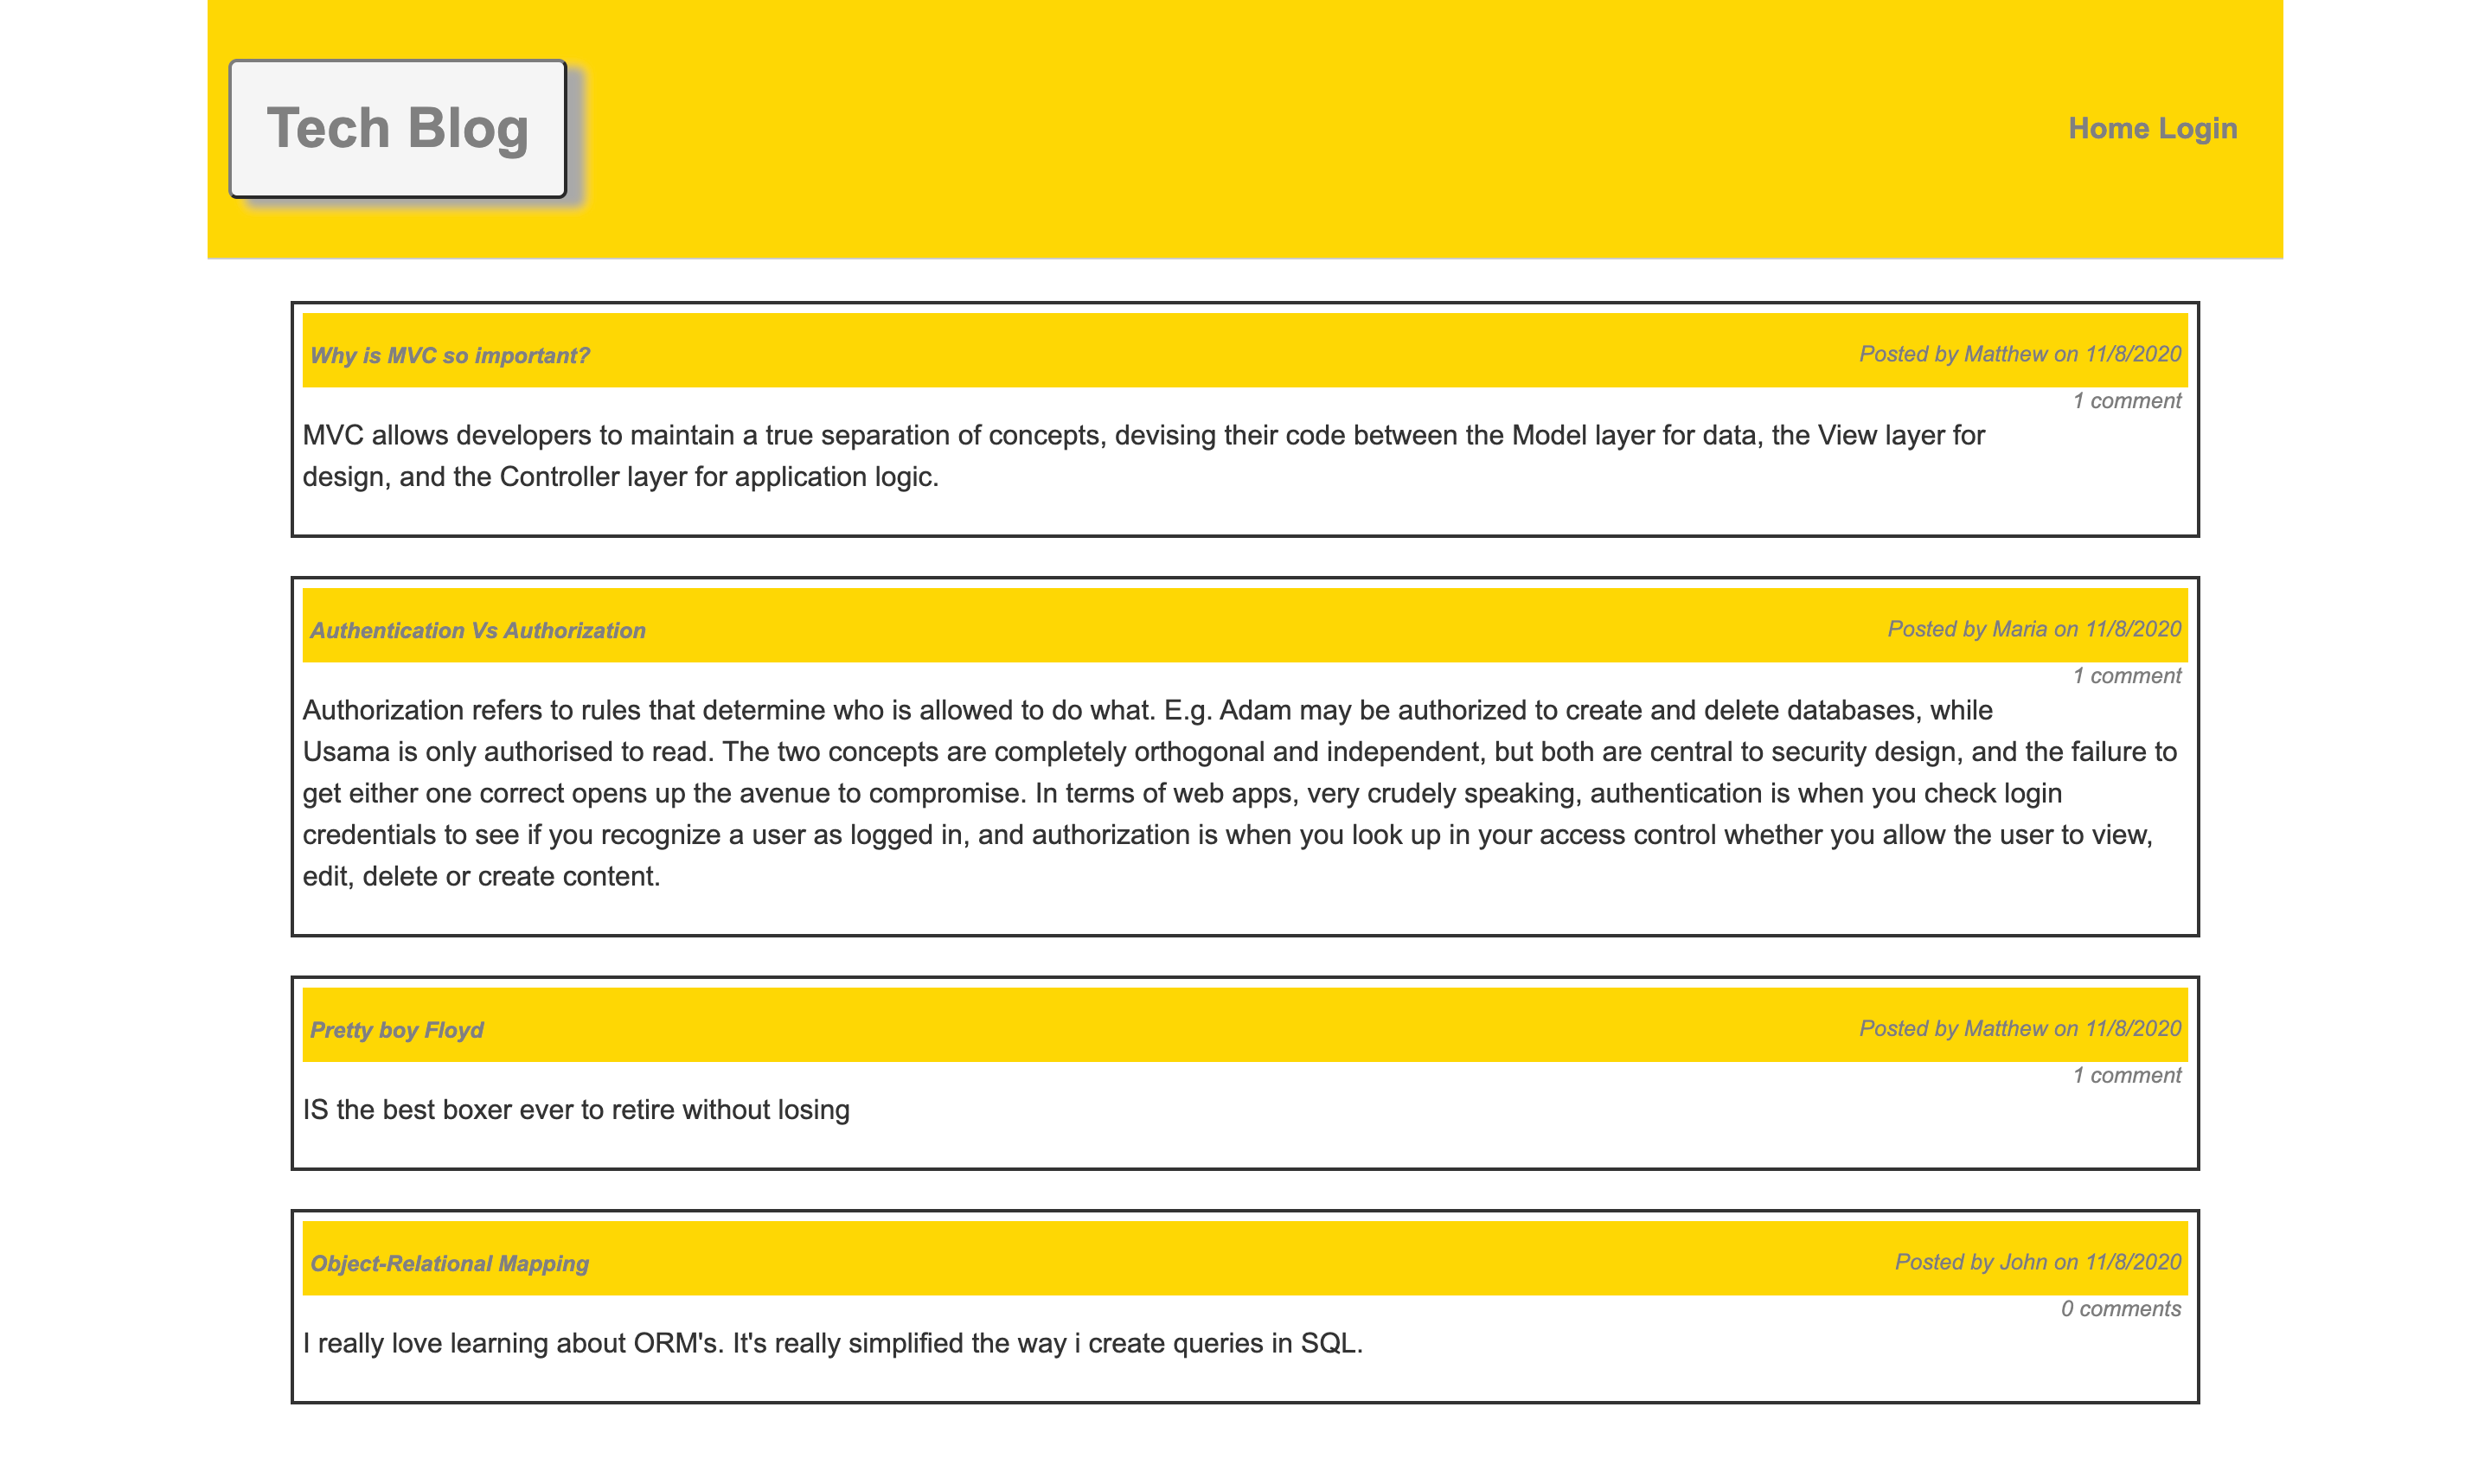 Tech Blog
Home Login
Why is MVC so important?
Posted by Matthew on 11/8/2020
1 comment
MVC allows developers to maintain a true separation of concepts, devising their code between the Model layer for data, the View layer for
design, and the Controller layer for application logic.
Authentication Vs Authorization
Posted by Maria on 11/8/2020
1 comment
Authorization refers to rules that determine who is allowed to do what. E.g. Adam may be authorized to create and delete databases, while
Usama is only authorised to read. The two concepts are completely orthogonal and independent, but both are central to security design, and the failure to
get either one correct opens up the avenue to compromise. In terms of web apps, very crudely speaking, authentication is when you check login
credentials to see if you recognize a user as logged in, and authorization is when you look up in your access control whether you allow the user to view,
edit, delete or create content.
Pretty boy Floyd
Posted by Matthew on 11/8/2020
1 comment
IS the best boxer ever to retire without losing
Object-Relational Mapping
Posted by John on 11/8/2020
0 comments
I really love learning about ORM's. It's really simplified the way i create queries in SQL.